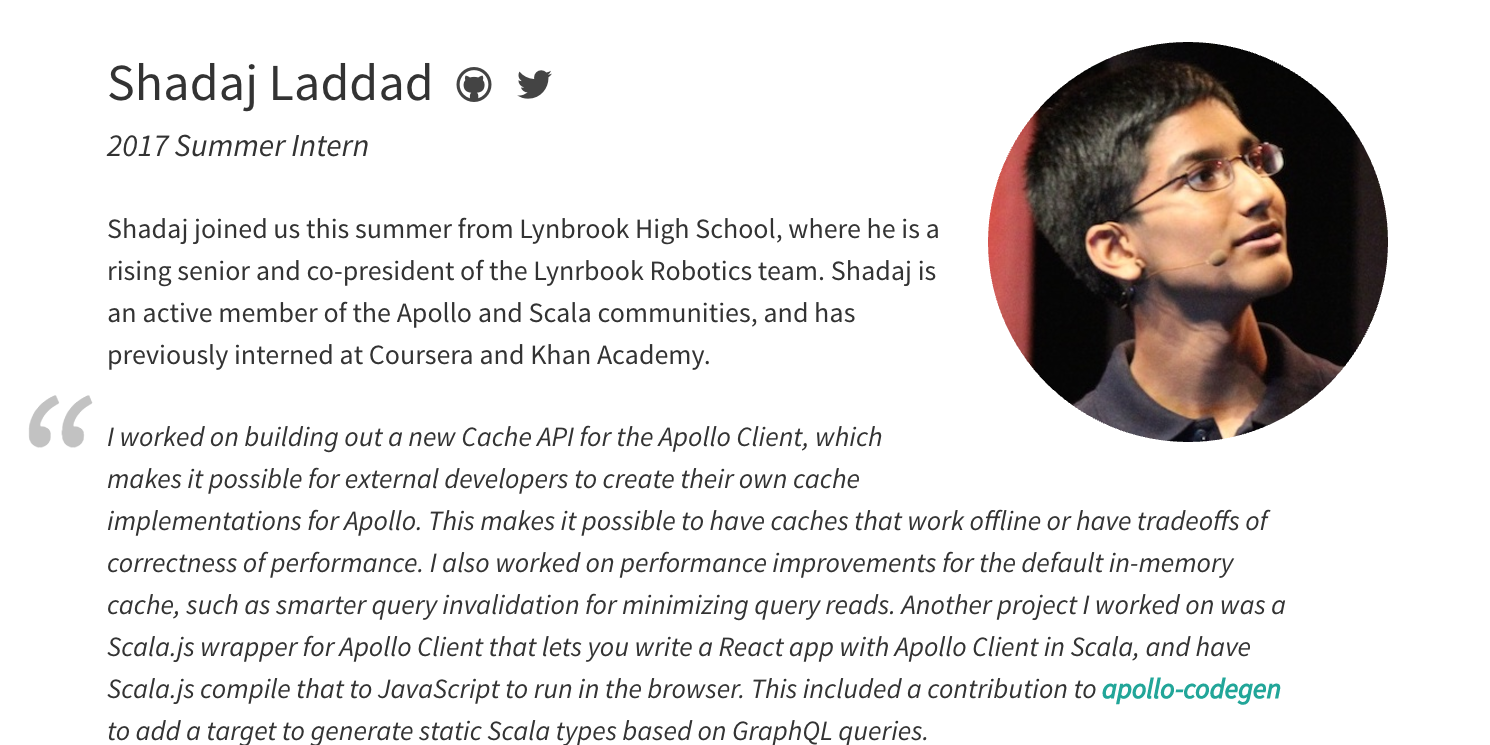 Shadaj Laddad
2017 Summer Intern
Shadaj joined us this summer from Lynbrook High School, where he is a
rising senior and co-president of the Lynrbook Robotics team. Shadaj is
an active member of the Apollo and Scala communities, and has
previously interned at Coursera and Khan Academy.
“
I worked on building out a new Cache API for the Apollo Client, which
makes it possible for external developers to create their own cache
implementations for Apollo. This makes it possible to have caches that work offline or have tradeoffs of
correctness of performance. I also worked on performance improvements for the default in-memory
cache, such as smarter query invalidation for minimizing query reads. Another project I worked on was a
Scala.js wrapper for Apollo Client that lets you write a React app with Apollo Client in Scala, and have
Scala.js compile that to JavaScript to run in the browser. This included a contribution to apollo-codegen
to add a target to generate static Scala types based on GraphQL queries.